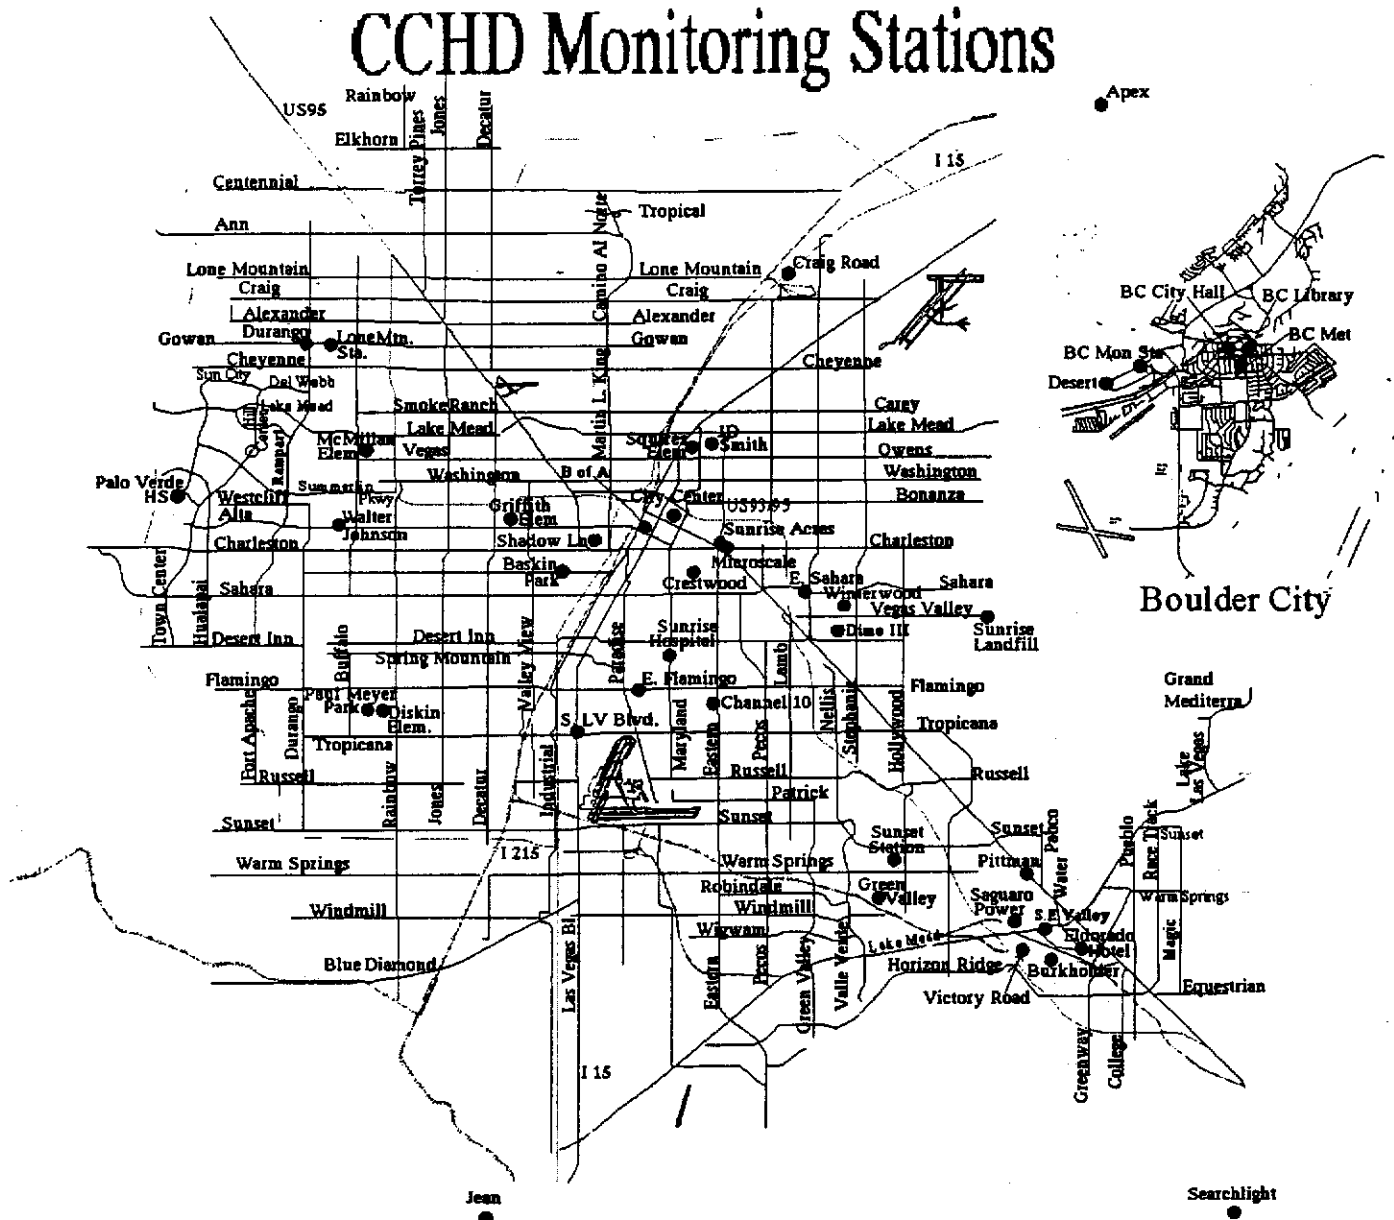 CCHD Monitoring Stations
Apex
Rainbow
US95
Jones
Decatur
Torrey Pines
Elkhorn
I 15
Centennial
Camino Al Norte
Tropical
Ann
Lone Mountain
Lone Mountain
Craig Road
Craig
Craig
BC City Hall
BC Library
Alexander
Alexander
Durango
Gowan
Lone Mtn.
Sta.
Gowan
BC Met
Cheyenne
Cheyenne
BC Mon Sta
Sun City
Del Webb
Desert
Martin L. King
Lake Mead
Smoke Ranch
Carey
Hill
Center
Rampart
Lake Mead
Lake Mead
McMillan
Elem
Vegas
Squires
Elem
JD
Smith
Owens
Washington
B of A
Washington
Palo Verde
HS
Summerlin
Pkwy
City Center
Westcliff
Bonanza
Griffith
Elem
US93/95
Alta
Walter
Johnson
Sunrise Acres
Charleston
Shadow Ln
Charleston
Microscale
Baskin
Park
Crestwood
E. Sahara
Sahara
Sahara
Winterwood
Boulder City
Town Center
Hualapai
Vegas Valley
Sunrise
Landfill
Desert Inn
Buffalo
Desert Inn
Valley View
Paradise
Sunrise
Hospital
Dime III
Spring Mountain
Lamb
Flamingo
E. Flamingo
Flamingo
Grand
Mediterra
Fort Apache
Durango
Paul Meyer
Park
Diskin
Elem.
Channel 10
Nellis
Stephanie
S. LV Blvd.
Maryland
Eastern
Pecos
Hollywood
Tropicana
Tropicana
Lake
Las Vegas
Russell
Rainbow
Jones
Decatur
Industrial
Russell
Russell
Patrick
Sunset
Sunset
Sunset
Station
Sunset
Pabco
Pueblo
Race Track
Sunset
I 215
Warm Springs
Warm Springs
Pittman
Water
Robindale
Green
Valley
Saguaro
Power
Warm Springs
Windmill
Windmill
S.E. Valley
Wigwam
Lake Mead
Eldorado
Hotel
Magic
Las Vegas Bl
Blue Diamond
Eastern
Pecos
Green Valley
Valle Verde
Horizon Ridge
Burkholder
Victory Road
Equestrian
I 15
Greenway
College
Jean
Searchlight